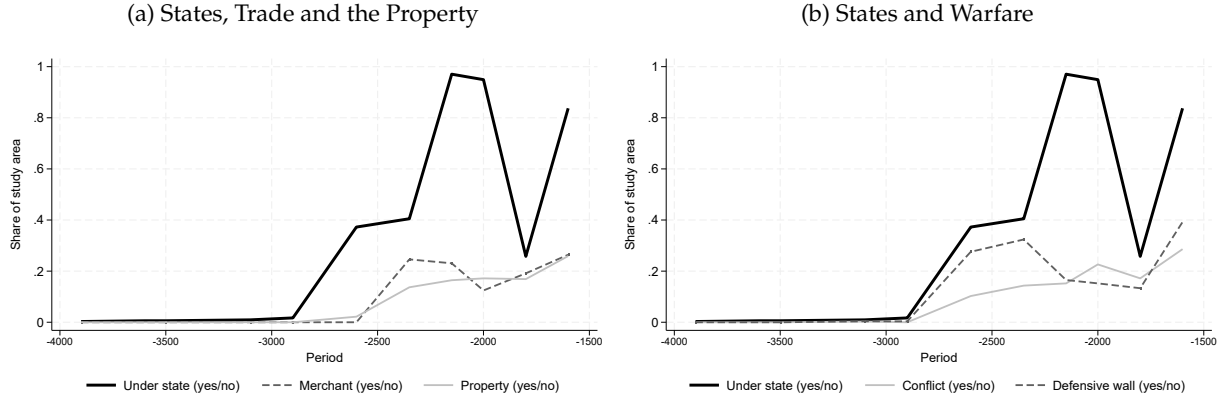 (a) States, Trade and the Property
1
.8
.6
.4
.2
0
Share of study area
-4000 -3500 -3000 -2500 -2000 -1500
Period
Under state (yes/no) Merchant (yes/no) Property (yes/no)
(b) States and Warfare
1
.8
.6
.4
.2
0
Share of study area
-4000 -3500 -3000 -2500 -2000 -1500
Period
Under state (yes/no) Conflict (yes/no) Defensive wall (yes/no)